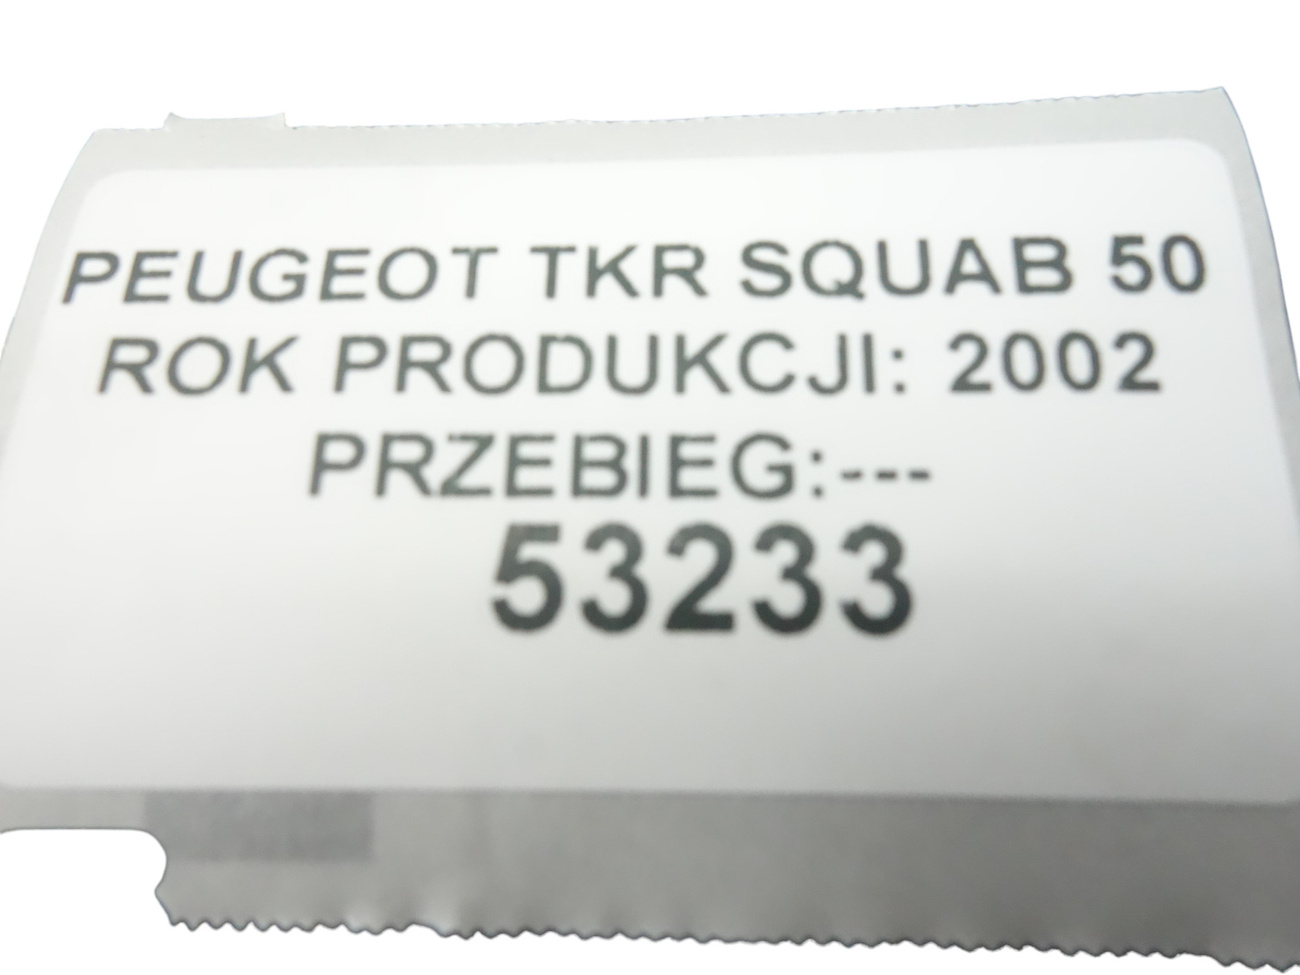 PEUGEOT TKR SQUAB 50
ROK PRODUKCJI: 2002
PRZEBIEG:---
53233